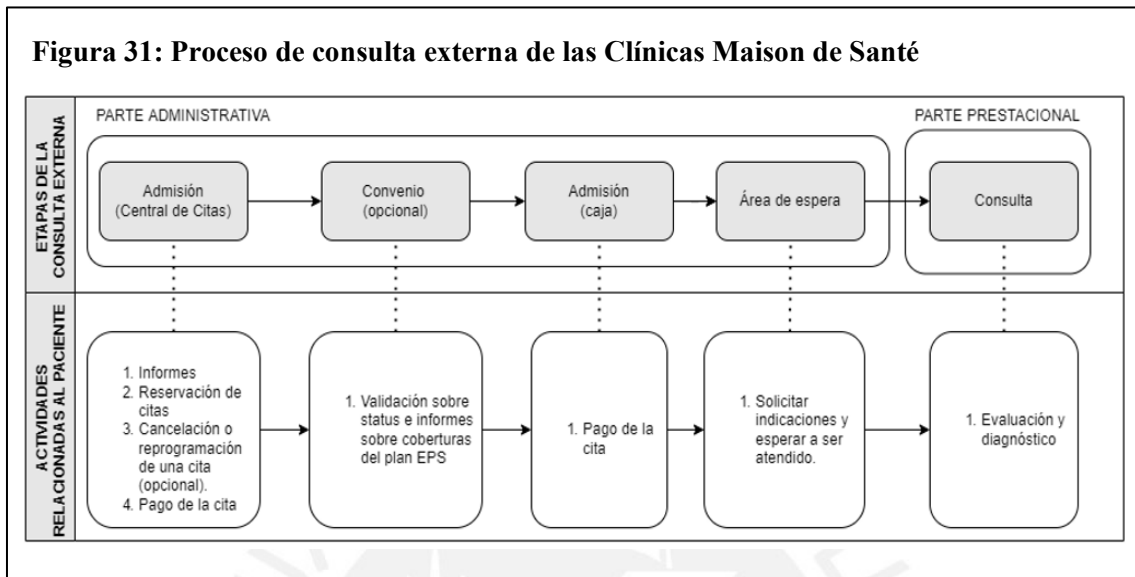 Figura 31: Proceso de consulta externa de las Clínicas Maison de Santé
ETAPAS DE LA
CONSULTA EXTERNA
PARTE ADMINISTRATIVA
PARTE PRESTACIONAL
Admisión
(Central de Citas)
Convenio
(opcional)
Admisión
(caja)
Área de espera
Consulta
ACTIVIDADES
RELACIONADAS AL PACIENTE
1. Informes
2. Reservación de
citas
3. Cancelación o
reprogramación
de una cita
(opcional).
4. Pago de la cita
1. Validación sobre
status e informes
sobre coberturas
del plan EPS
1. Pago de la
cita
1. Solicitar
indicaciones y
esperar a ser
atendido.
1. Evaluación y
diagnóstico